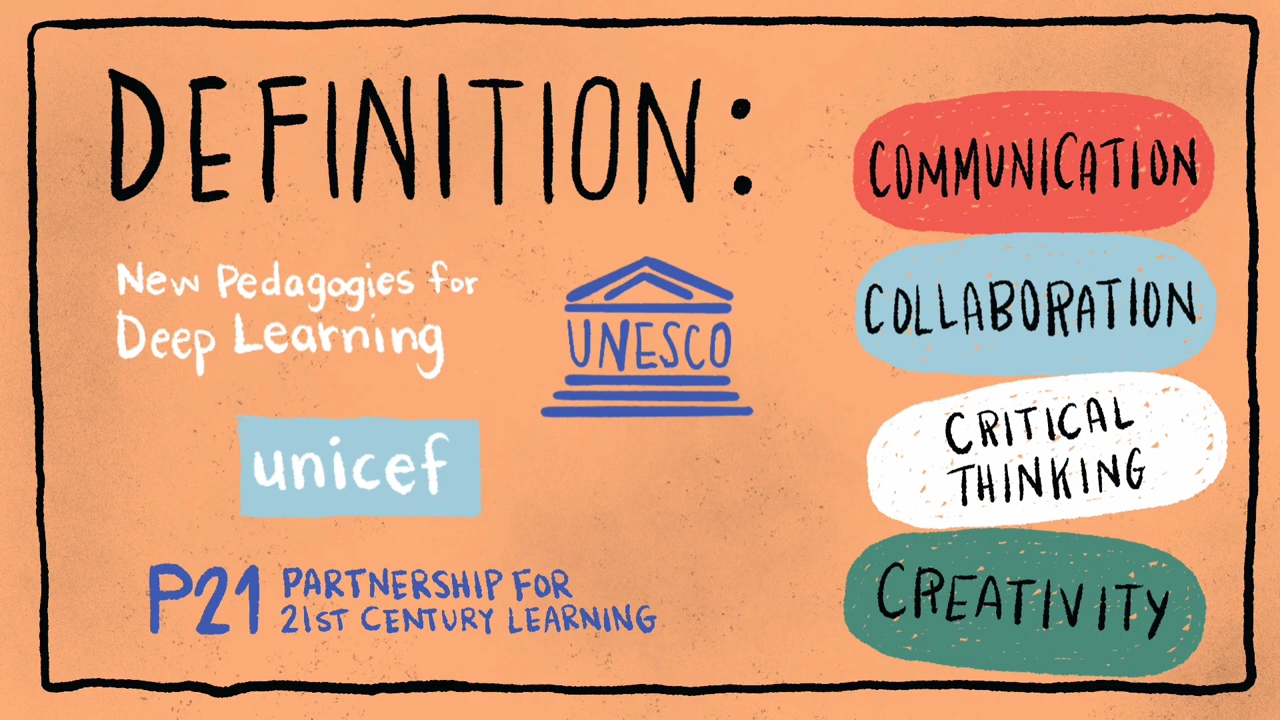 DEFINITION:
New Pedagogies for
Deep Learning
UNESCO
unicef
P21 PARTNERSHIP FOR
21ST CENTURY LEARNING
COMMUNICATION
COLLABORATION
CRITICAL
THINKING
CREATIVITY